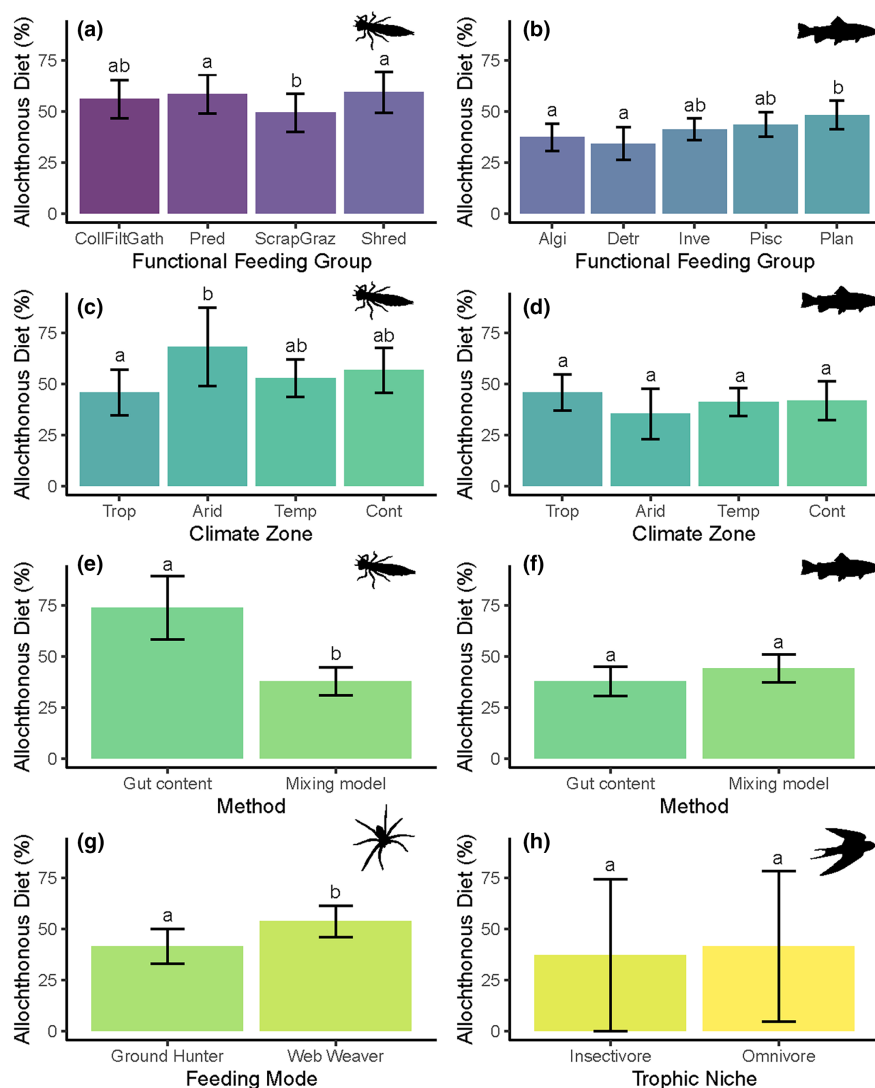 (a)
Allochthonous Diet (%)
75
50
25
0
ab a b a
CollFiltGath Pred ScrapGraz Shred
Functional Feeding Group
(b)
Allochthonous Diet (%)
75
50
25
0
a a ab ab b
Algi Detr Inve Pisc Plan
Functional Feeding Group
(c)
Allochthonous Diet (%)
75
50
25
0
a b ab ab
Trop Arid Temp Cont
Climate Zone
(d)
Allochthonous Diet (%)
75
50
25
0
a a a a
Trop Arid Temp Cont
Climate Zone
(e)
Allochthonous Diet (%)
75
50
25
0
a b
Gut content Mixing model
Method
(f)
Allochthonous Diet (%)
75
50
25
0
a a
Gut content Mixing model
Method
(g)
Allochthonous Diet (%)
75
50
25
0
a b
Ground Hunter Web Weaver
Feeding Mode
(h)
Allochthonous Diet (%)
75
50
25
0
a a
Insectivore Omnivore
Trophic Niche